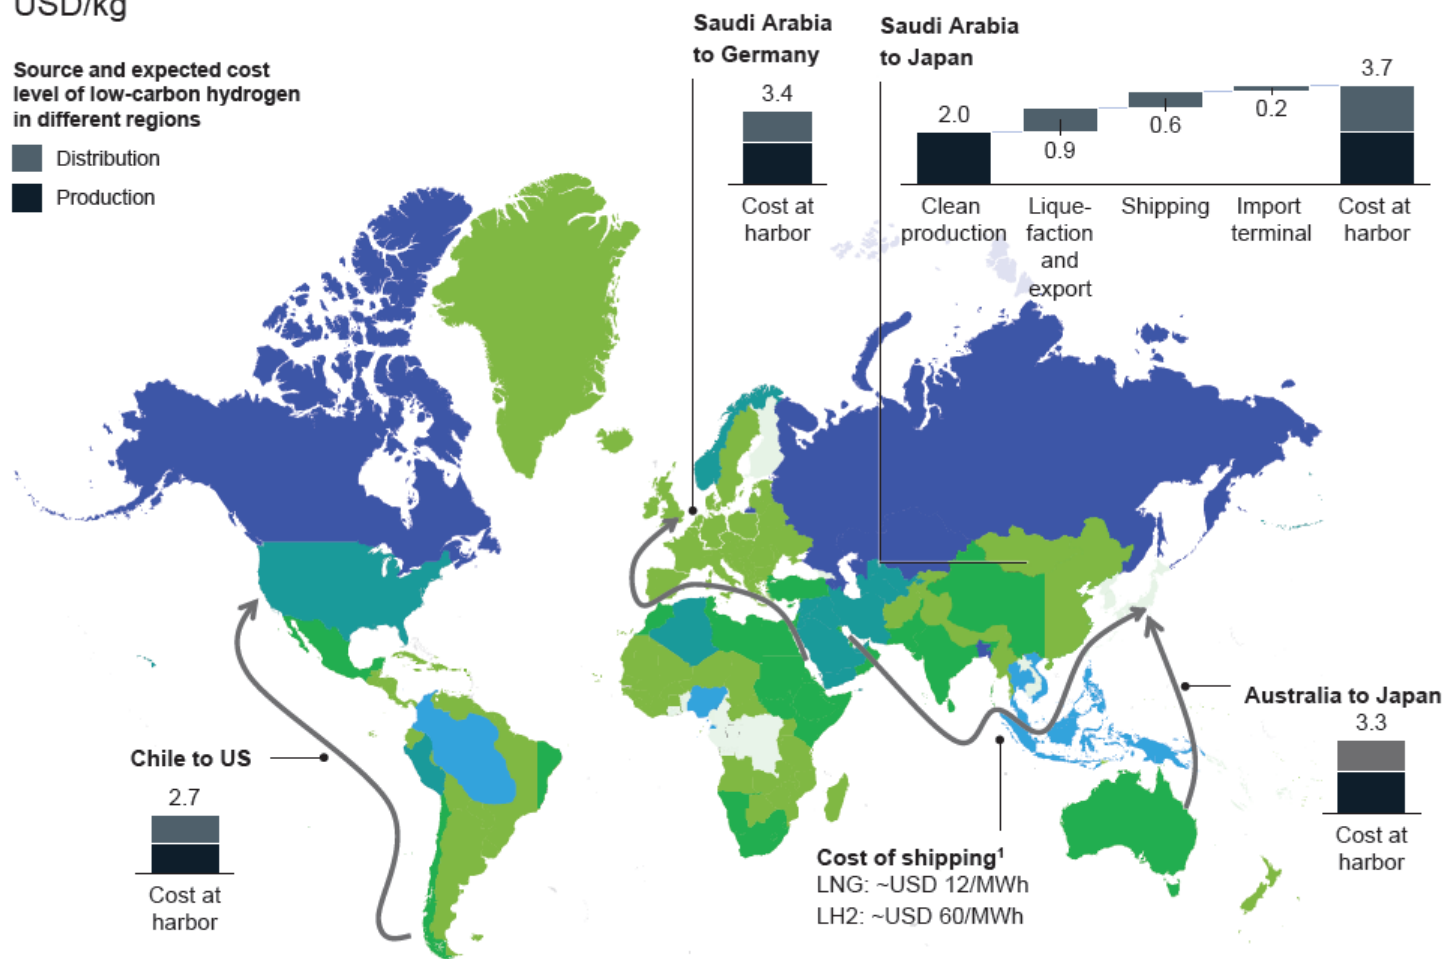 USD/kg
Source and expected cost
level of low-carbon hydrogen
in different regions
Distribution
Production
Saudi Arabia
to Germany
3.4
Cost at
harbor
Saudi Arabia
to Japan
2.0
0.9
0.6
0.2
3.7
Clean
production
Lique-
faction
and
export
Shipping
Import
terminal
Cost at
harbor
Chile to US
2.7
Cost at
harbor
Cost of shipping¹
LNG: ~USD 12/MWh
LH2: ~USD 60/MWh
Australia to Japan
3.3
Cost at
harbor